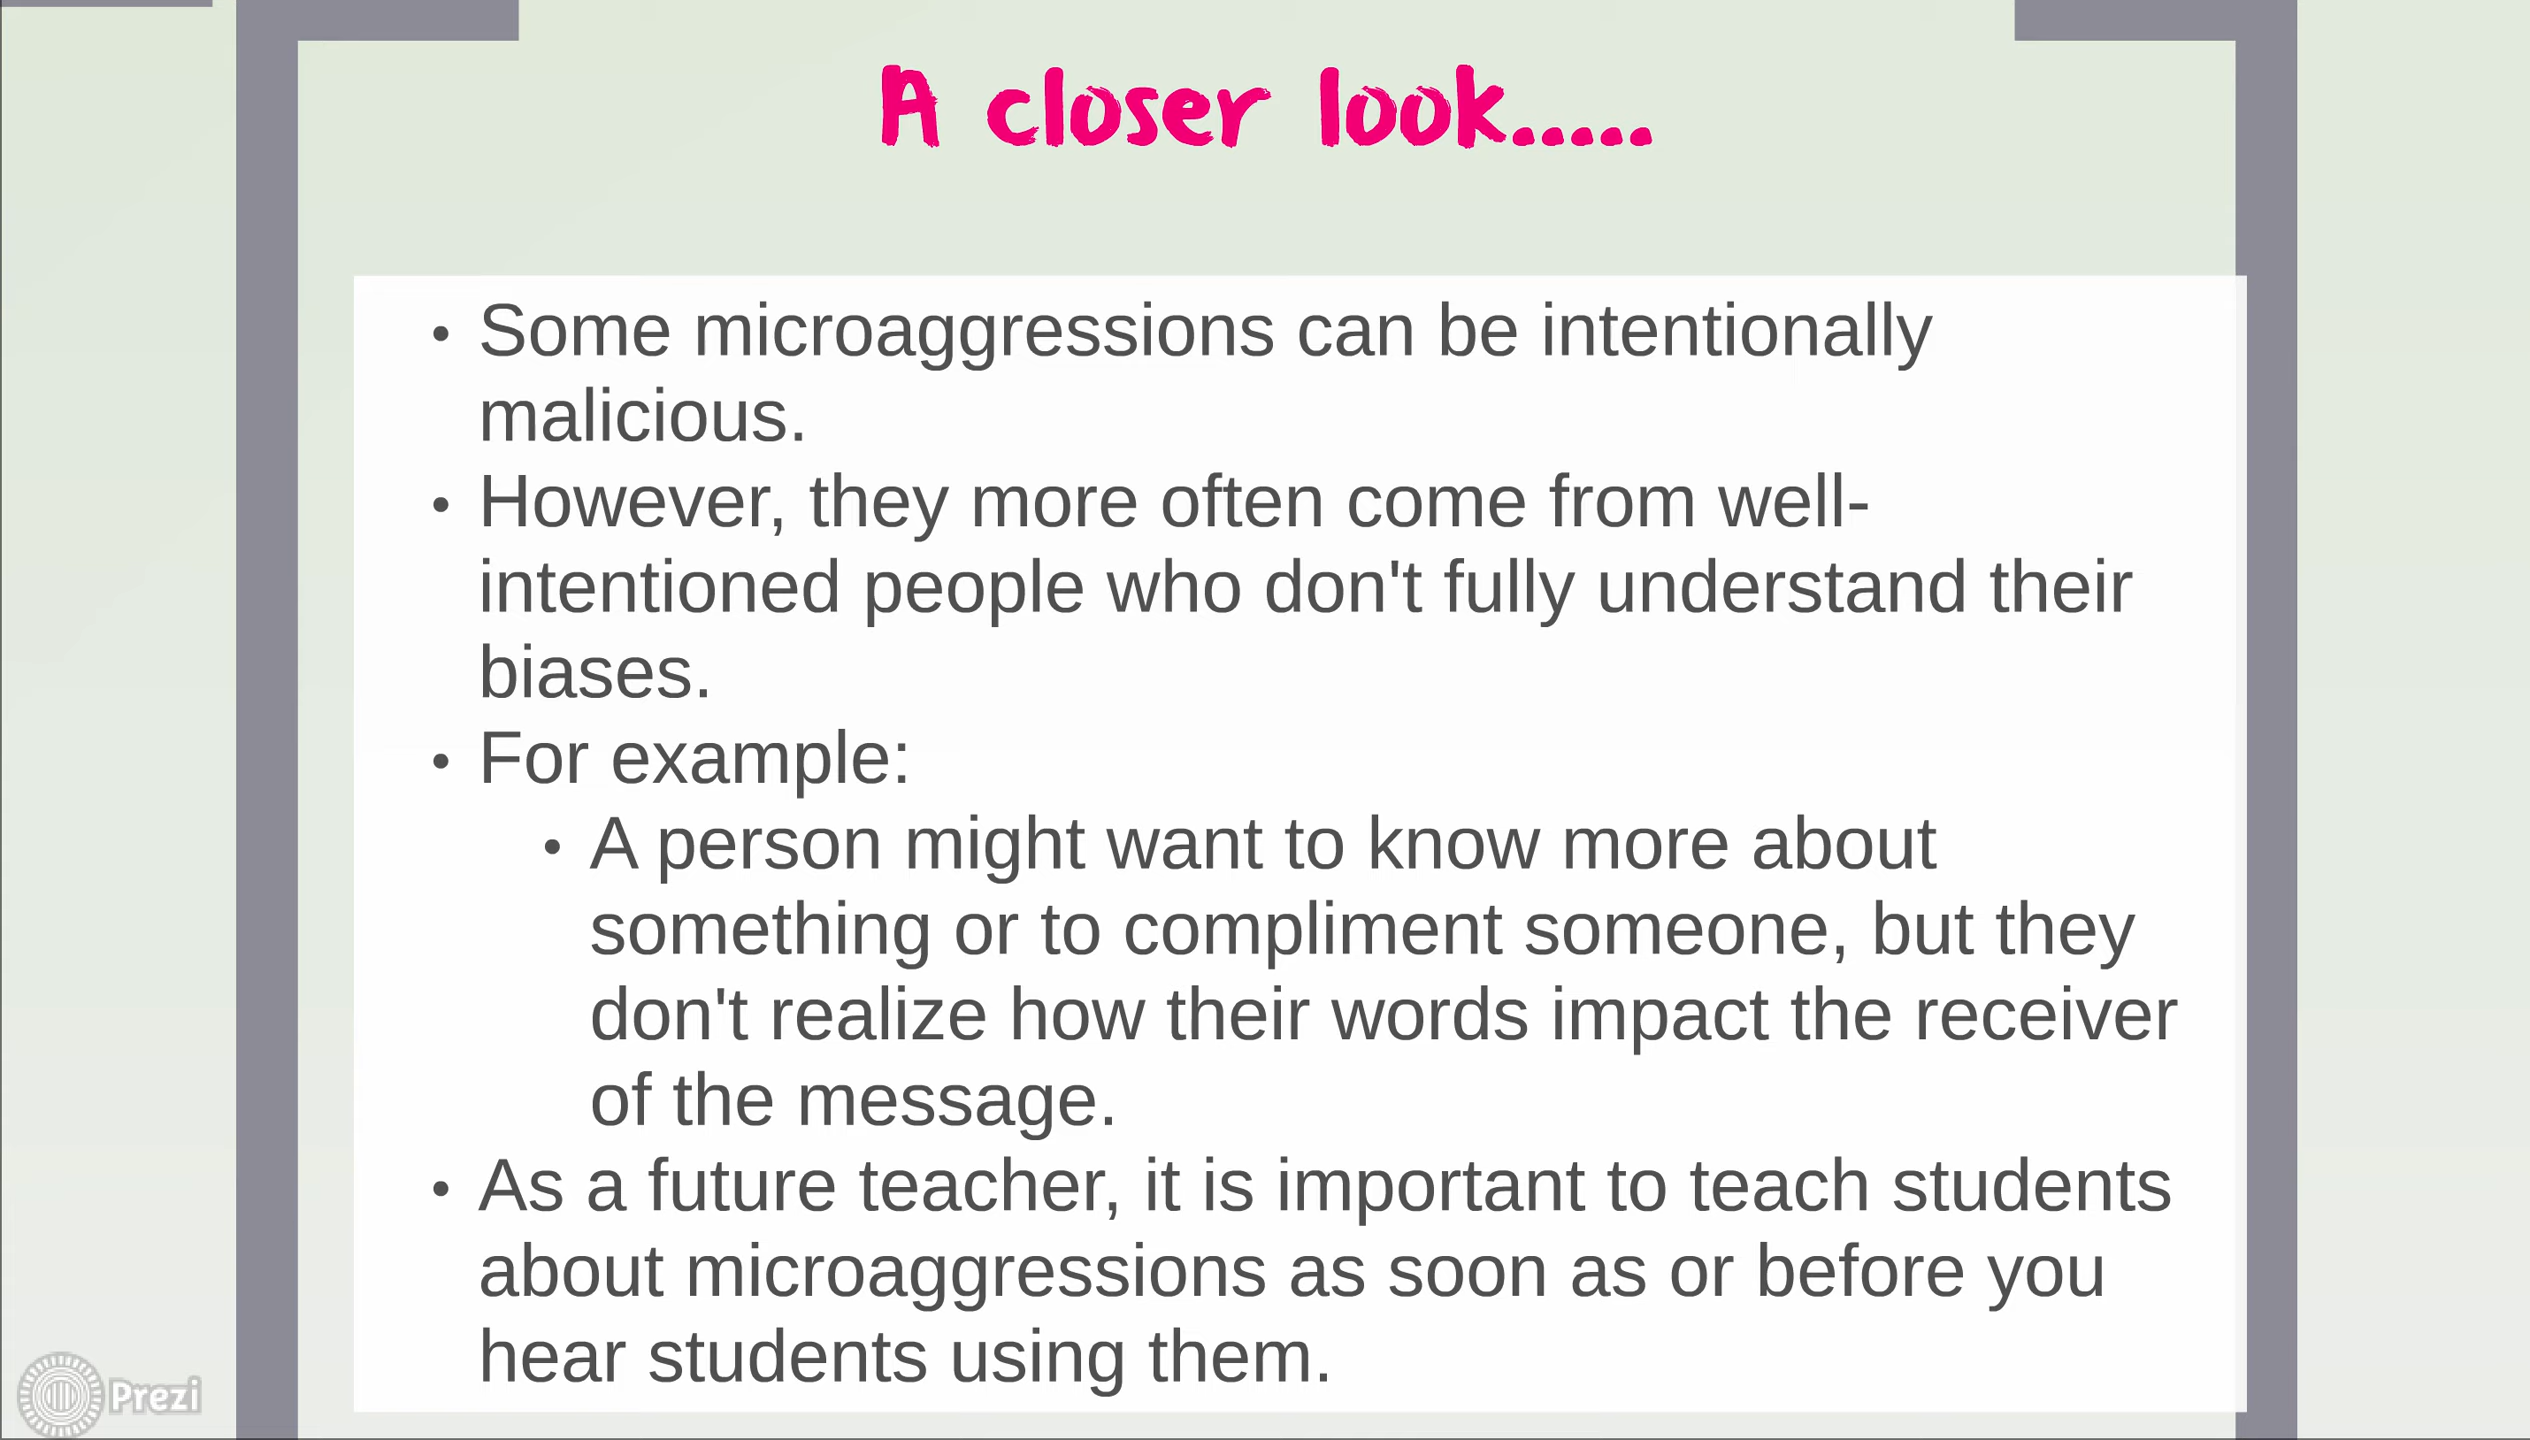 A closer look.....
• Some microaggressions can be intentionally
malicious.
• However, they more often come from well-
intentioned people who don't fully understand their
biases.
• For example:
• A person might want to know more about
something or to compliment someone, but they
don't realize how their words impact the receiver
of the message.
• As a future teacher, it is important to teach students
about microaggressions as soon as or before you
hear students using them.
Prezi